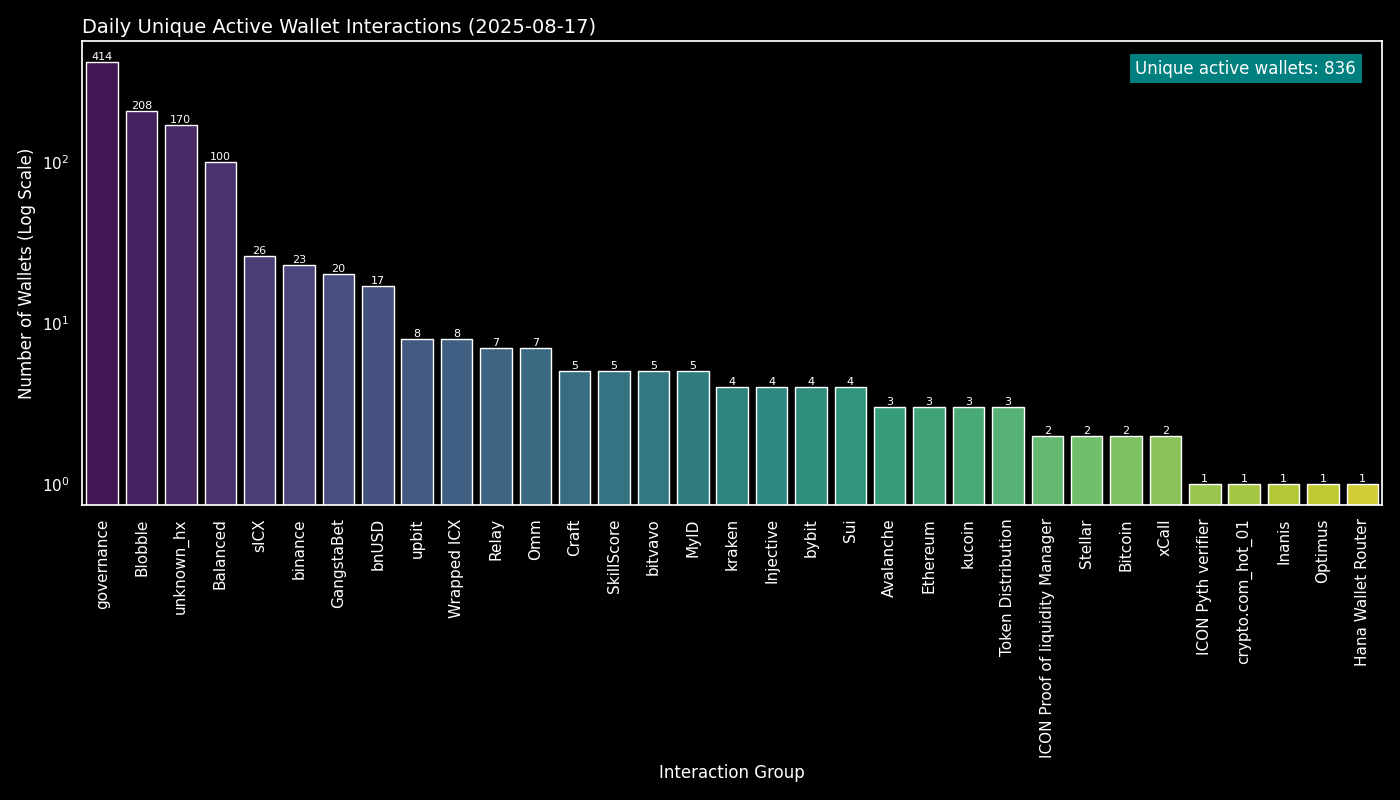 Daily Unique Active Wallet Interactions (2025-08-17)
Unique active wallets: 836
Number of Wallets (Log Scale)
10²
10¹
10⁰
414
208
170
100
26
23
20
17
8
8
7
7
5
5
5
5
4
4
4
4
3
3
3
3
2
2
2
2
1
1
1
1
1
governance
Blobble
unknown_hx
Balanced
sICX
binance
GangstaBet
bnUSD
upbit
Wrapped ICX
Relay
Omm
Craft
SkillScore
bitvavo
MyID
kraken
Injective
bybit
Sui
Avalanche
Ethereum
kucoin
Token Distribution
ICON Proof of liquidity Manager
Stellar
Bitcoin
xCall
ICON Pyth verifier
crypto.com_hot_01
Inanis
Optimus
Hana Wallet Router
Interaction Group